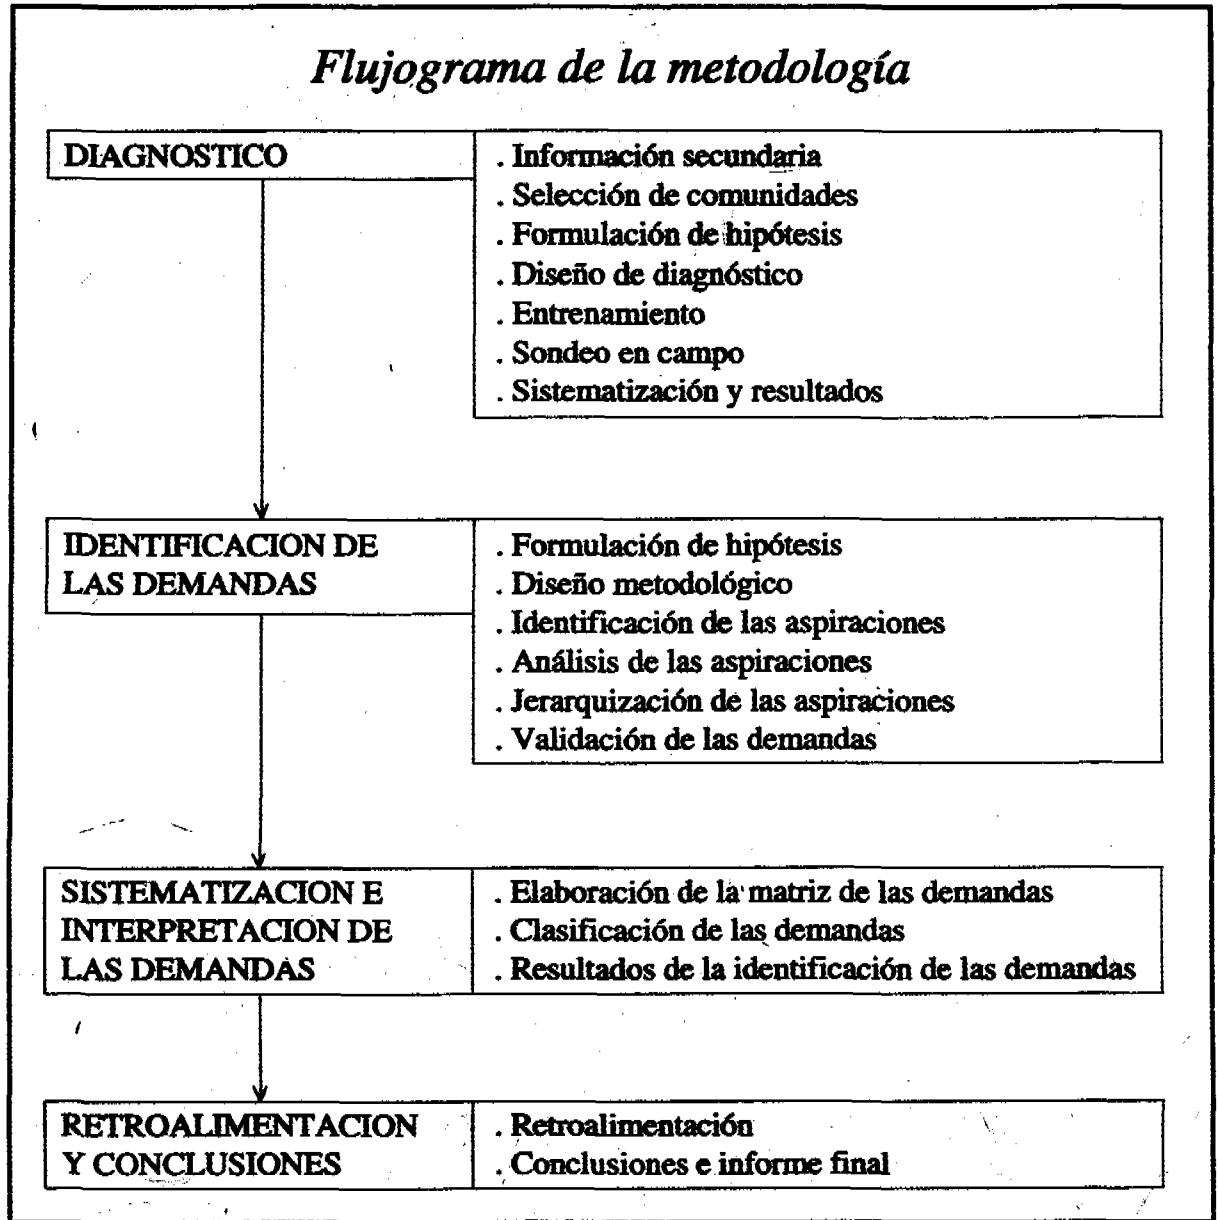 Flujograma de la metodología
DIAGNOSTICO
. Información secundaria
. Selección de comunidades
. Formulación de hipótesis
. Diseño de diagnóstico
. Entrenamiento
. Sondeo en campo
. Sistematización y resultados
IDENTIFICACION DE
LAS DEMANDAS
. Formulación de hipótesis
. Diseño metodológico
. Identificación de las aspiraciones
. Análisis de las aspiraciones
. Jerarquización de las aspiraciones
. Validación de las demandas
SISTEMATIZACION E
INTERPRETACION DE
LAS DEMANDAS
. Elaboración de la matriz de las demandas
. Clasificación de las demandas
. Resultados de la identificación de las demandas
RETROALIMENTACION
Y CONCLUSIONES
. Retroalimentación
. Conclusiones e informe final